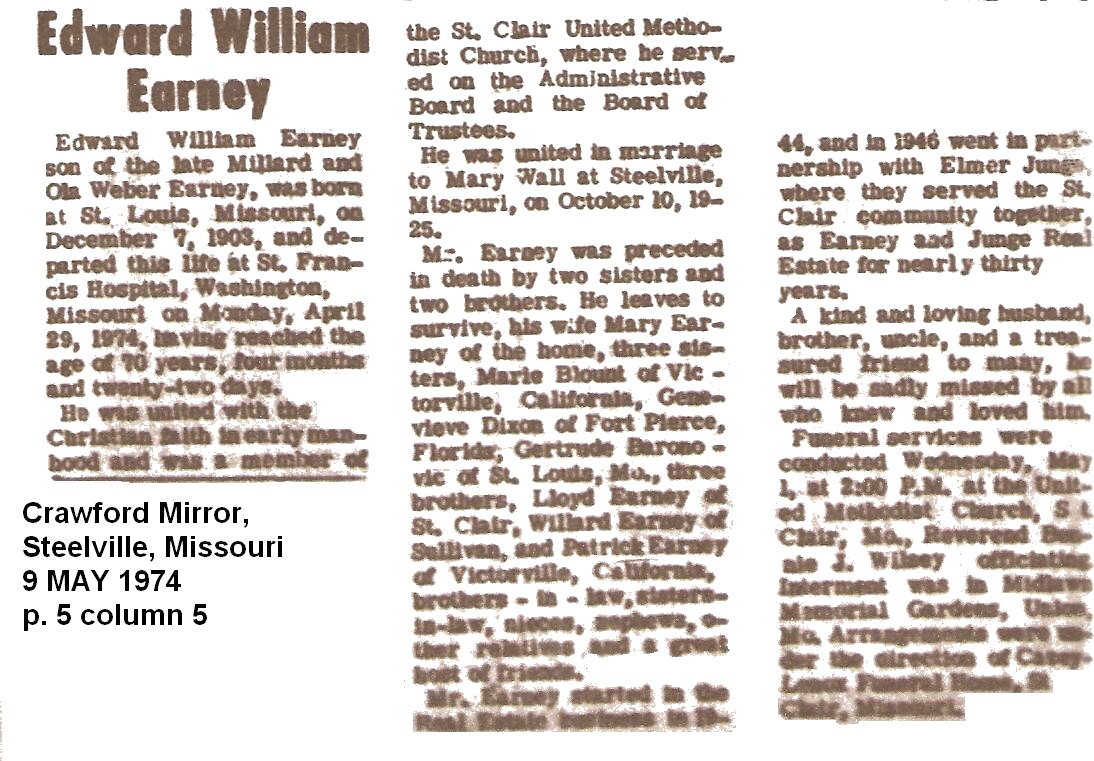 Edward William
Earney
Edward William Earney
son of the late Millard and
Ola Weber Earney, was born
at St. Louis, Missouri, on
December 7, 1903, and de-
parted this life at St. Fran-
cis Hospital, Washington,
Missouri on Monday, April
29, 1974, having reached the
age of 70 years, four months
and twenty-two days.
He was united with the
Christian faith in early man-
hood and was a member of
Crawford Mirror,
Steelville, Missouri
9 MAY 1974
p. 5 column 5
the St. Clair United Metho-
dist Church, where he serv-
ed on the Administrative
Board and the Board of
Trustees.
He was united in marriage
to Mary Wall at Steelville,
Missouri, on October 10, 19-
25.
Mr. Earney was preceded
in death by two sisters and
two brothers. He leaves to
survive, his wife Mary Ear-
ney of the home, three sis-
ters, Marie Blount of Vic -
torville, California, Gene-
vieve Dixon of Fort Pierce,
Florida, Gertrude Barono -
vic of St. Louis, Mo., three
brothers, Lloyd Earney of
St. Clair, Willard Earney of
Sullivan, and Patrick Earney
of Victorville, California,
brothers - in - law, sisters-
in-law, nieces, nephews, o-
ther relatives and a great
host of friends.
Mr. Earney started in the
Real Estate business in 19-
44, and in 1946 went in part-
nership with Elmer Junge,
where they served the St.
Clair community together,
as Earney and Junge Real
Estate for nearly thirty
years.
A kind and loving husband,
brother, uncle, and a trea-
sured friend to many, he
will be sadly missed by all
who knew and loved him.
Funeral services were
conducted Wednesday, May
1, at 2:00 P.M. at the Unit-
ed Methodist Church, St
Clair, Mo., Reverend
J. Wilsey officiating
Interment was in Midlawn
Memorial Gardens, Union
Mo. Arrangements were un-
der the direction of
Funeral Home, St
Clair, Missouri.